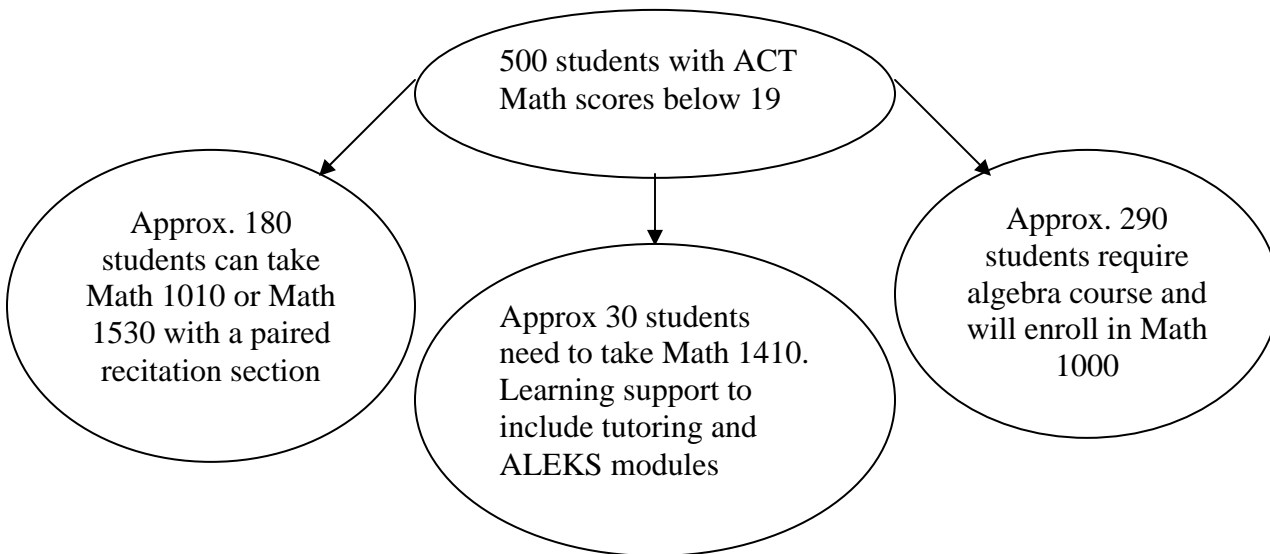 500 students with ACT
Math scores below 19
Approx. 180
students can take
Math 1010 or Math
1530 with a paired
recitation section
Approx 30 students
need to take Math 1410.
Learning support to
include tutoring and
ALEKS modules
Approx. 290
students require
algebra course and
will enroll in Math
1000